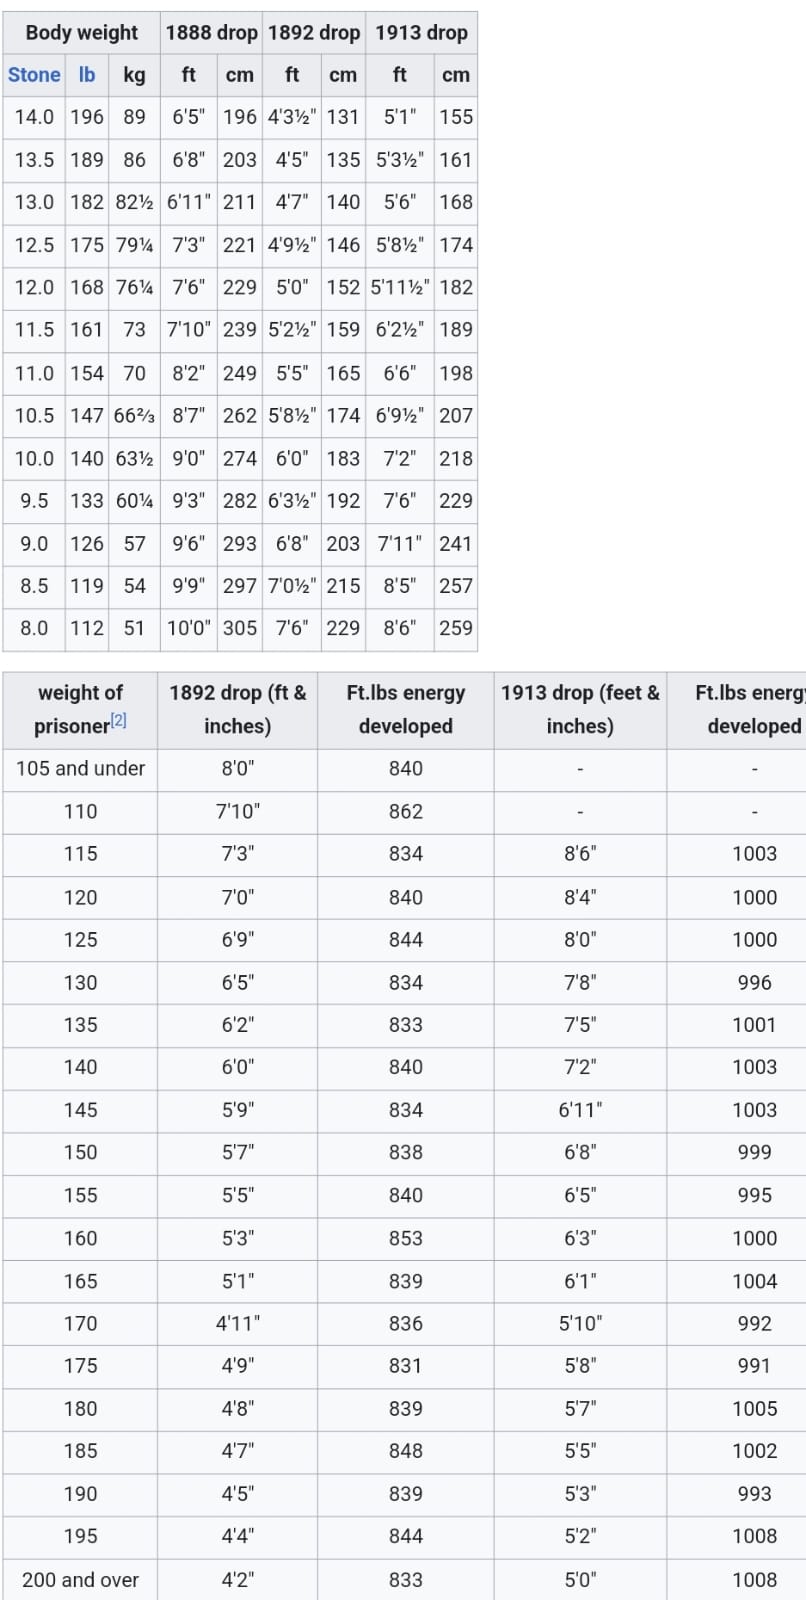 Body weight 1888 drop 1892 drop 1913 drop
Stone lb kg ft cm ft cm ft cm
14.0 196 89 6'5" 196 4'3½" 131 5'1" 155
13.5 189 86 6'8" 203 4'5" 135 5'3½" 161
13.0 182 82½ 6'11" 211 4'7" 140 5'6" 168
12.5 175 79¼ 7'3" 221 4'9½" 146 5'8½" 174
12.0 168 76¼ 7'6" 229 5'0" 152 5'11½" 182
11.5 161 73 7'10" 239 5'2½" 159 6'2½" 189
11.0 154 70 8'2" 249 5'5" 165 6'6" 198
10.5 147 66⅔ 8'7" 262 5'8½" 174 6'9½" 207
10.0 140 63½ 9'0" 274 6'0" 183 7'2" 218
9.5 133 60¼ 9'3" 282 6'3½" 192 7'6" 229
9.0 126 57 9'6" 293 6'8" 203 7'11" 241
8.5 119 54 9'9" 297 7'0½" 215 8'5" 257
8.0 112 51 10'0" 305 7'6" 229 8'6" 259
weight of 1892 drop (ft & Ft.lbs energy 1913 drop (feet & Ft.lbs energy
prisoner[2] inches) developed inches) developed
105 and under 8'0" 840 - -
110 7'10" 862 - -
115 7'3" 834 8'6" 1003
120 7'0" 840 8'4" 1000
125 6'9" 844 8'0" 1000
130 6'5" 834 7'8" 996
135 6'2" 833 7'5" 1001
140 6'0" 840 7'2" 1003
145 5'9" 834 6'11" 1003
150 5'7" 838 6'8" 999
155 5'5" 840 6'5" 995
160 5'3" 853 6'3" 1000
165 5'1" 839 6'1" 1004
170 4'11" 836 5'10" 992
175 4'9" 831 5'8" 991
180 4'8" 839 5'7" 1005
185 4'7" 848 5'5" 1002
190 4'5" 839 5'3" 993
195 4'4" 844 5'2" 1008
200 and over 4'2" 833 5'0" 1008